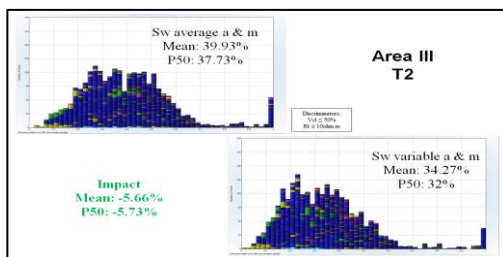 Sw average a & m
Mean: 39.93%
P50: 37.73%
Area III
T2
Discriminators:
Vcl ≤ 50%
Rt ≥ 10ohm.m
Impact
Mean: -5.66%
P50: -5.73%
Sw variable a & m
Mean: 34.27%
P50: 32%